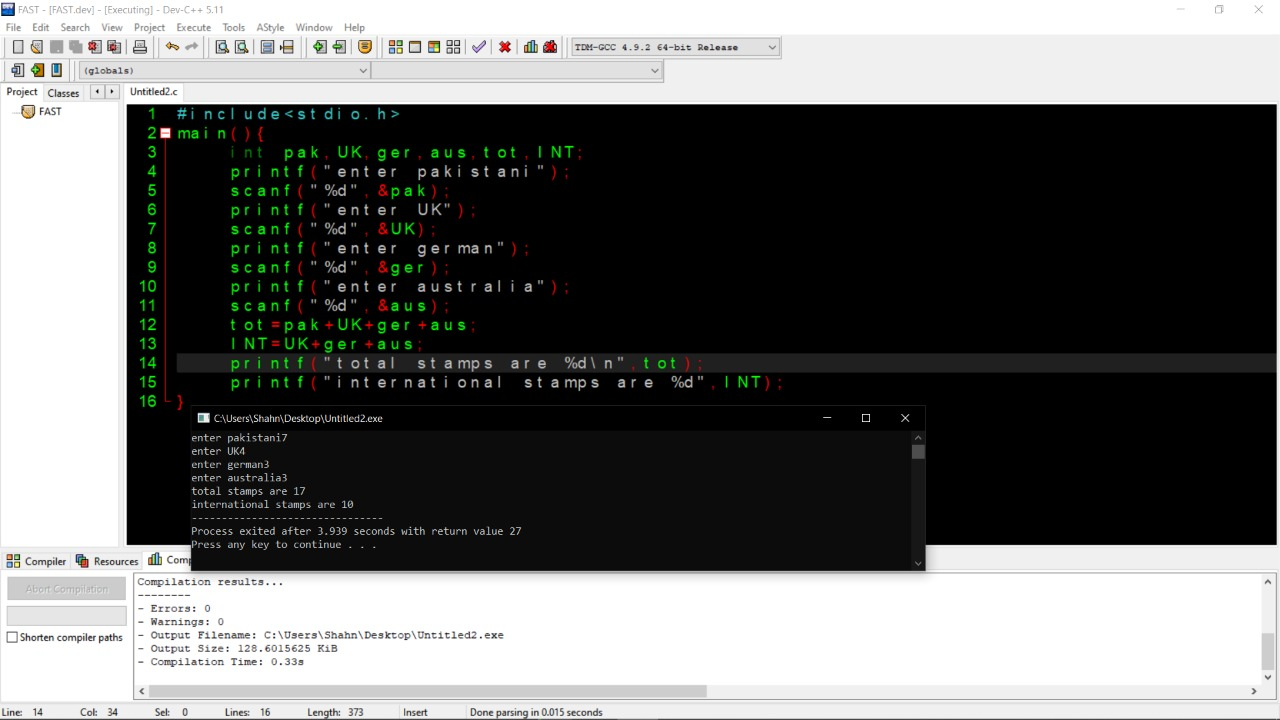 FAST - [FAST.dev] - [Executing] - Dev-C++ 5.11
File Edit Search View Project Execute Tools AStyle Window Help
TDM-GCC 4.9.2 64-bit Release
(globals)
Project Classes
Untitled2.c
FAST
1 #include<stdio.h>
2 main(){
3 int pak,UK,ger,aus,tot,INT;
4 printf("enter pakistani");
5 scanf("%d",&pak);
6 printf("enter UK");
7 scanf("%d",&UK);
8 printf("enter german");
9 scanf("%d",&ger);
10 printf("enter australia");
11 scanf("%d",&aus);
12 tot=pak+UK+ger+aus;
13 INT=UK+ger+aus;
14 printf("total stamps are %d\n",tot);
15 printf("international stamps are %d",INT);
16 }
C:\Users\Shahn\Desktop\Untitled2.exe
enter pakistani7
enter UK4
enter german3
enter australia3
total stamps are 17
international stamps are 10
--------------------------------
Process exited after 3.939 seconds with return value 27
Press any key to continue . . .
Compiler Resources Comp
Abort Compilation
Shorten compiler paths
Compilation results...
--------
- Errors: 0
- Warnings: 0
- Output Filename: C:\Users\Shahn\Desktop\Untitled2.exe
- Output Size: 128.6015625 KiB
- Compilation Time: 0.33s
Line: 14 Col: 34 Sel: 0 Lines: 16 Length: 373 Insert Done parsing in 0.015 seconds